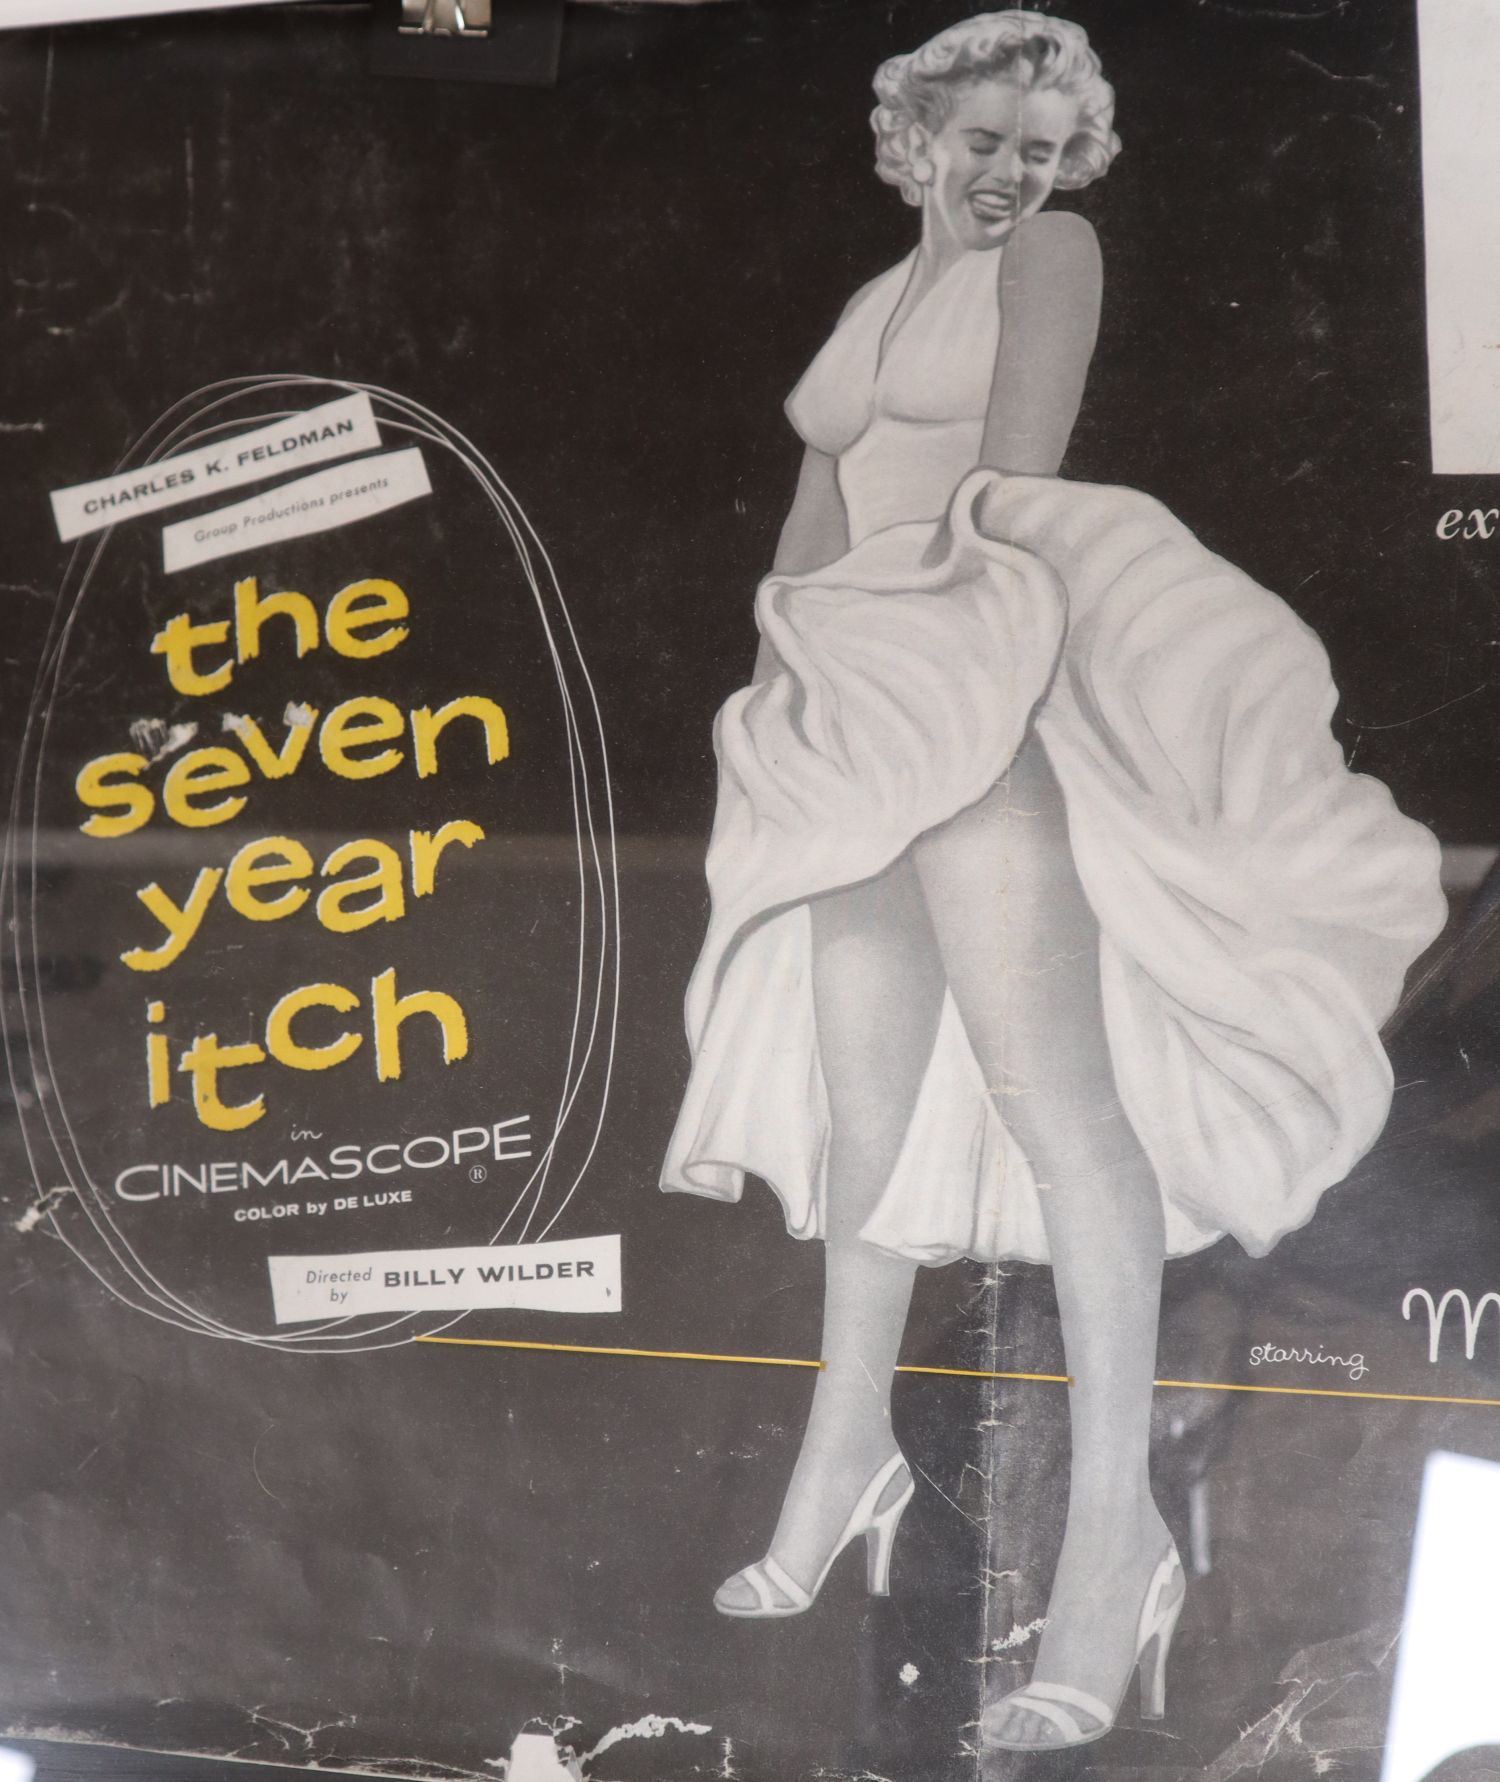 CHARLES K. FELDMAN
Group Productions presents
the
seven
year
itch
in
CINEMASCOPE
®
COLOR by DE LUXE
Directed by BILLY WILDER
starring